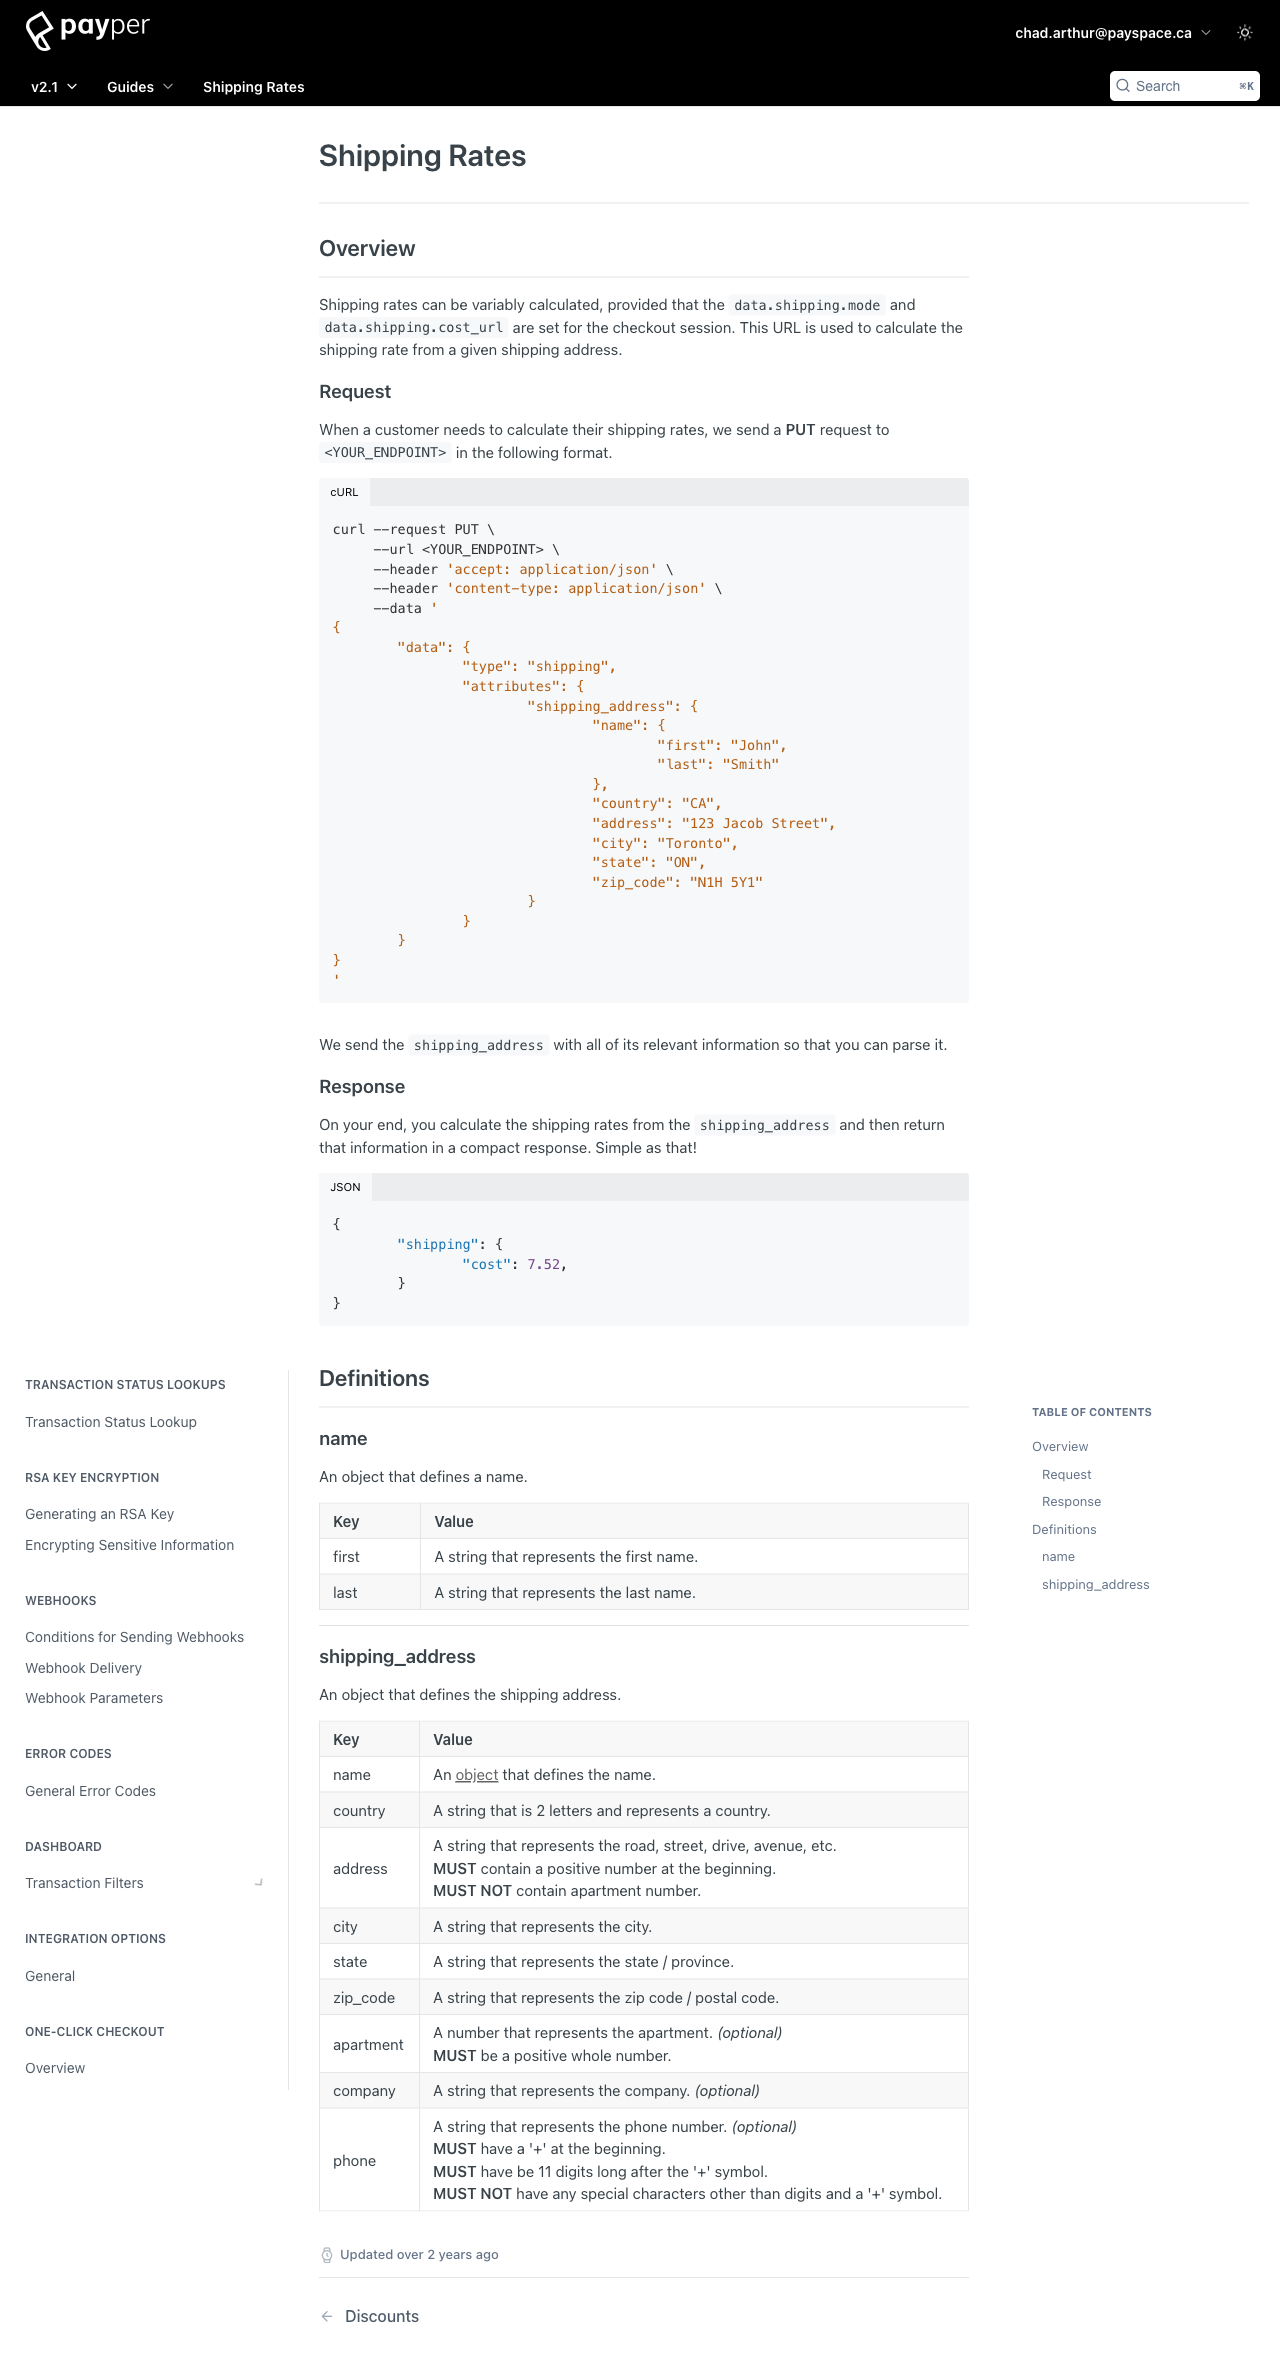 payper
chad.arthur@payspace.ca
v2.1
Guides
Shipping Rates
Search
⌘K
Shipping Rates
Overview
Shipping rates can be variably calculated, provided that the data.shipping.mode and
data.shipping.cost_url are set for the checkout session. This URL is used to calculate the
shipping rate from a given shipping address.
Request
When a customer needs to calculate their shipping rates, we send a PUT request to
<YOUR_ENDPOINT> in the following format.
cURL
curl --request PUT \
     --url <YOUR_ENDPOINT> \
     --header 'accept: application/json' \
     --header 'content-type: application/json' \
     --data '
{
        "data": {
                "type": "shipping",
                "attributes": {
                        "shipping_address": {
                                "name": {
                                        "first": "John",
                                        "last": "Smith"
                                },
                                "country": "CA",
                                "address": "123 Jacob Street",
                                "city": "Toronto",
                                "state": "ON",
                                "zip_code": "N1H 5Y1"
                        }
                }
        }
}
'
We send the shipping_address with all of its relevant information so that you can parse it.
Response
On your end, you calculate the shipping rates from the shipping_address and then return
that information in a compact response. Simple as that!
JSON
{
        "shipping": {
                "cost": 7.52,
        }
}
TRANSACTION STATUS LOOKUPS
Transaction Status Lookup
RSA KEY ENCRYPTION
Generating an RSA Key
Encrypting Sensitive Information
WEBHOOKS
Conditions for Sending Webhooks
Webhook Delivery
Webhook Parameters
ERROR CODES
General Error Codes
DASHBOARD
Transaction Filters
INTEGRATION OPTIONS
General
ONE-CLICK CHECKOUT
Overview
Definitions
name
An object that defines a name.
Key Value
first A string that represents the first name.
last A string that represents the last name.
shipping_address
An object that defines the shipping address.
Key Value
name An object that defines the name.
country A string that is 2 letters and represents a country.
address A string that represents the road, street, drive, avenue, etc.
MUST contain a positive number at the beginning.
MUST NOT contain apartment number.
city A string that represents the city.
state A string that represents the state / province.
zip_code A string that represents the zip code / postal code.
apartment A number that represents the apartment. (optional)
MUST be a positive whole number.
company A string that represents the company. (optional)
phone A string that represents the phone number. (optional)
MUST have a '+' at the beginning.
MUST have be 11 digits long after the '+' symbol.
MUST NOT have any special characters other than digits and a '+' symbol.
Updated over 2 years ago
Discounts
TABLE OF CONTENTS
Overview
Request
Response
Definitions
name
shipping_address